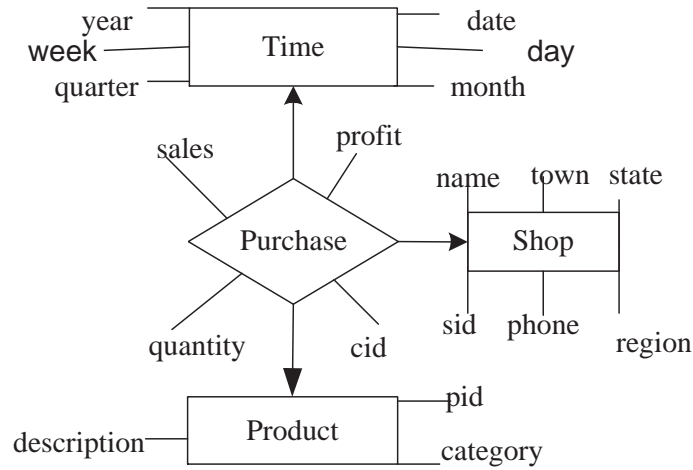 year
date
week
Time
day
quarter
month
sales
profit
name
town
state
Purchase
Shop
sid
phone
region
quantity
cid
pid
description
Product
category